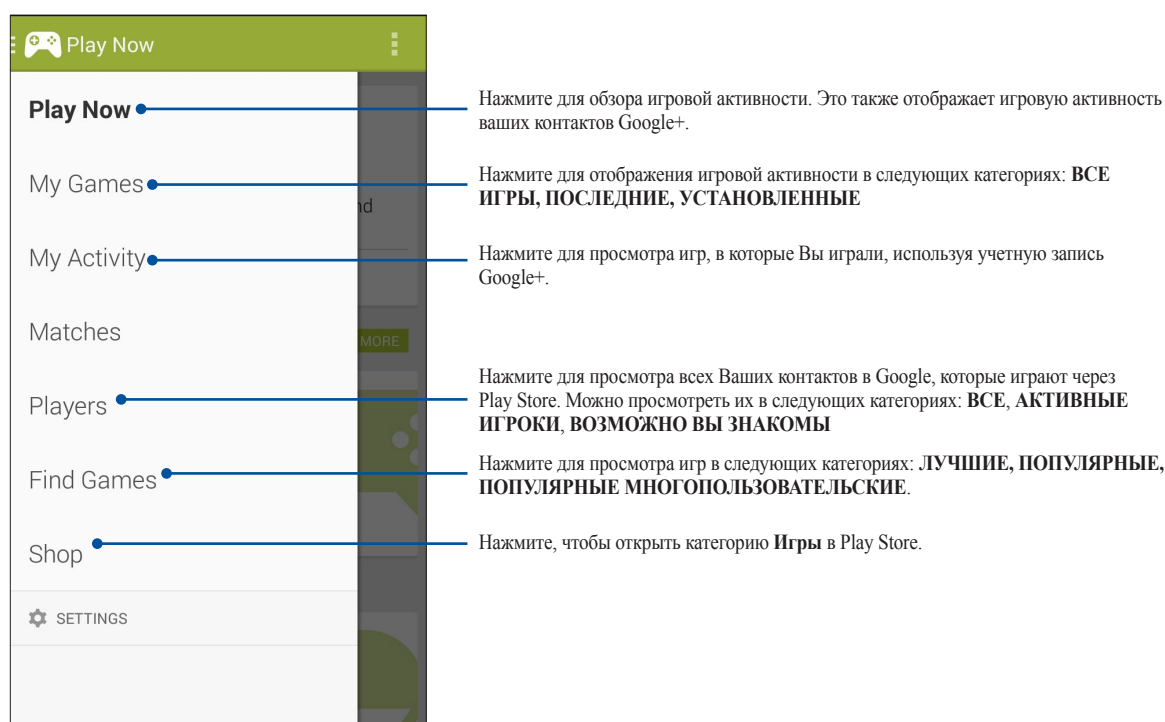 Play Now
Play Now
My Games
My Activity
Matches
Players
Find Games
Shop
SETTINGS
nd
MORE
Нажмите для обзора игровой активности. Это также отображает игровую активность
ваших контактов Google+.
Нажмите для отображения игровой активности в следующих категориях: ВСЕ
ИГРЫ, ПОСЛЕДНИЕ, УСТАНОВЛЕННЫЕ
Нажмите для просмотра игр, в которые Вы играли, используя учетную запись
Google+.
Нажмите для просмотра всех Ваших контактов в Google, которые играют через
Play Store. Можно просмотреть их в следующих категориях: ВСЕ, АКТИВНЫЕ
ИГРОКИ, ВОЗМОЖНО ВЫ ЗНАКОМЫ
Нажмите для просмотра игр в следующих категориях: ЛУЧШИЕ, ПОПУЛЯРНЫЕ,
ПОПУЛЯРНЫЕ МНОГОПОЛЬЗОВАТЕЛЬСКИЕ.
Нажмите, чтобы открыть категорию Игры в Play Store.